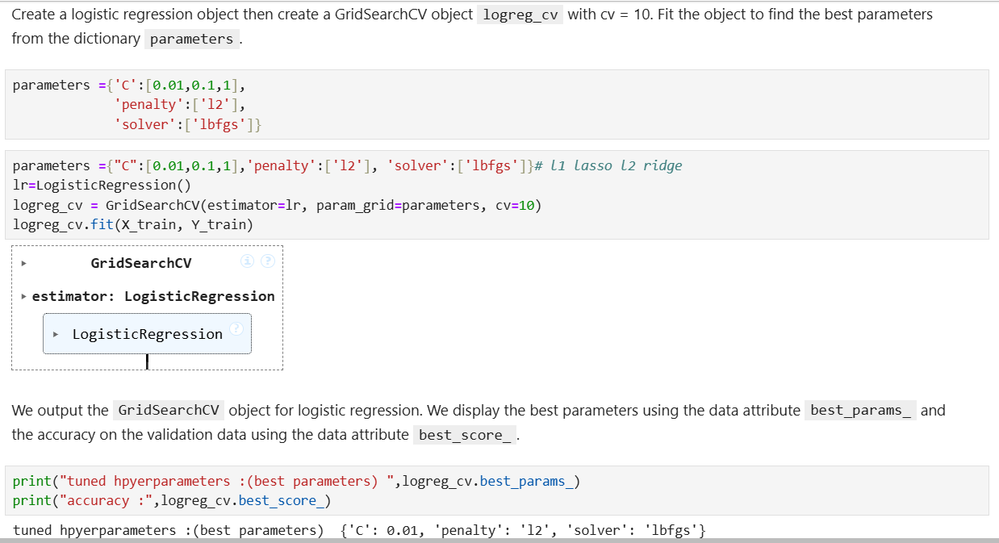 Create a logistic regression object then create a GridSearchCV object logreg_cv with cv = 10. Fit the object to find the best parameters
from the dictionary parameters .
parameters ={'C':[0.01,0.1,1],
'penalty':['l2'],
'solver':['lbfgs']}
parameters ={"C":[0.01,0.1,1],'penalty':['l2'], 'solver':['lbfgs']}# l1 lasso l2 ridge
lr=LogisticRegression()
logreg_cv = GridSearchCV(estimator=lr, param_grid=parameters, cv=10)
logreg_cv.fit(X_train, Y_train)
GridSearchCV i ?
estimator: LogisticRegression
LogisticRegression ?
We output the GridSearchCV object for logistic regression. We display the best parameters using the data attribute best_params_ and
the accuracy on the validation data using the data attribute best_score_ .
print("tuned hpyerparameters :(best parameters) ",logreg_cv.best_params_)
print("accuracy :",logreg_cv.best_score_)
tuned hpyerparameters :(best parameters)  {'C': 0.01, 'penalty': 'l2', 'solver': 'lbfgs'}